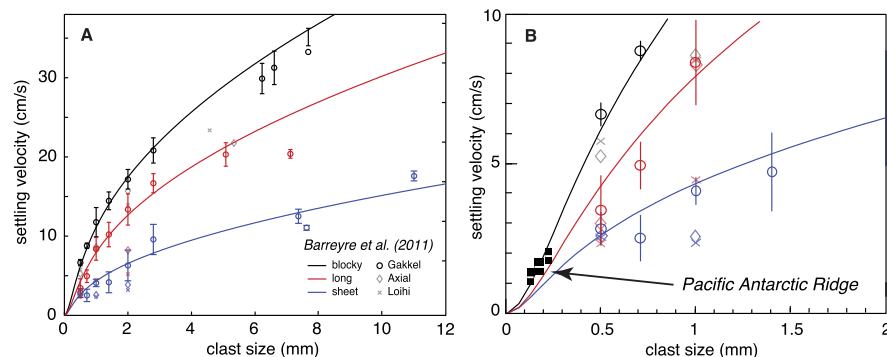 A
settling velocity (cm/s)
30
20
10
0
0 2 4 6 8 10 12
clast size (mm)
Barreyre et al. (2011)
blocky Gakkel
long Axial
sheet Loihi
B
settling velocity (cm/s)
10
5
0
0 0.5 1 1.5 2
clast size (mm)
Pacific Antarctic Ridge